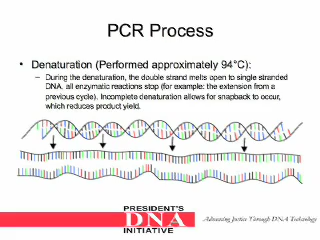 PCR Process
• Denaturation (Performed approximately 94°C):
– During the denaturation, the double strand melts open to single stranded
DNA, all enzymatic reactions stop (for example: the extension from a
previous cycle). Incomplete denaturation allows for snapback to occur,
which reduces product yield.
PRESIDENT'S
DNA
INITIATIVE
Advancing Justice Through DNA Technology